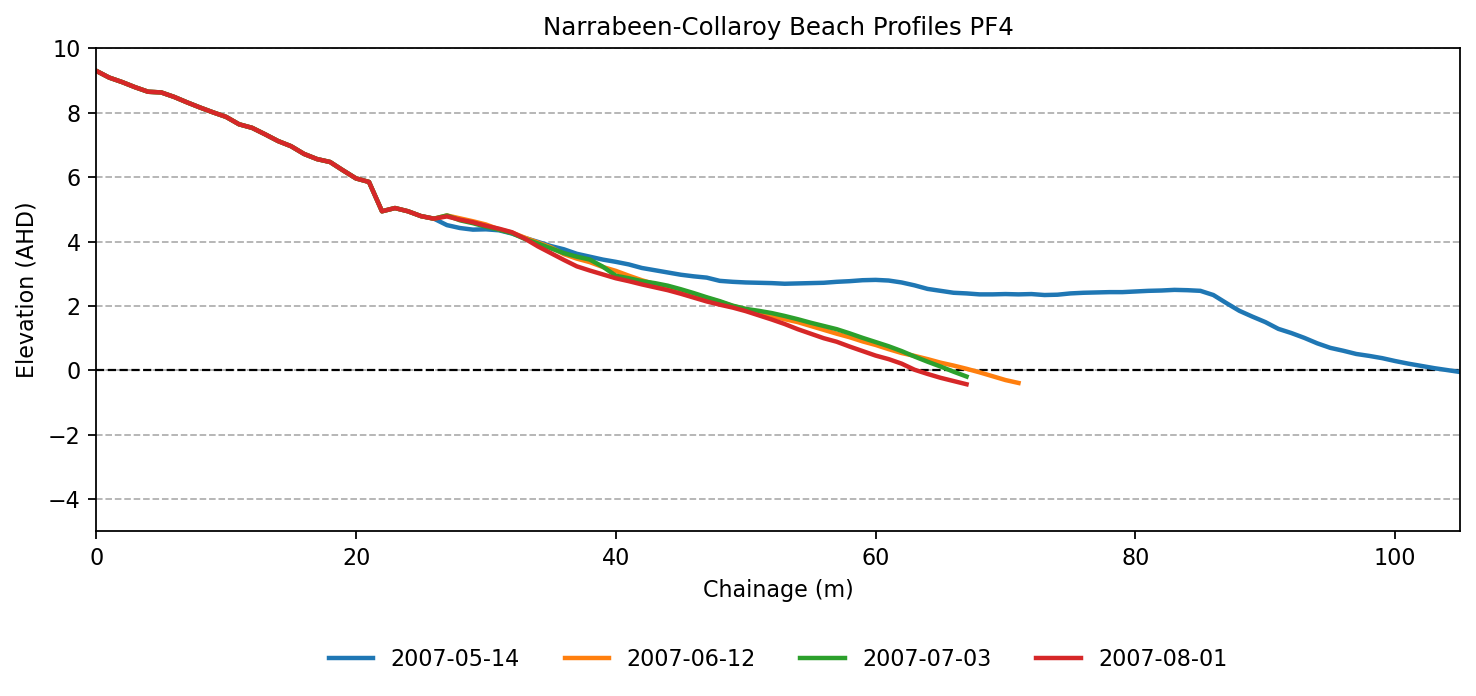 Narrabeen-Collaroy Beach Profiles PF4
10
8
6
4
2
0
−2
−4
Elevation (AHD)
0 20 40 60 80 100
Chainage (m)
2007-05-14 2007-06-12 2007-07-03 2007-08-01